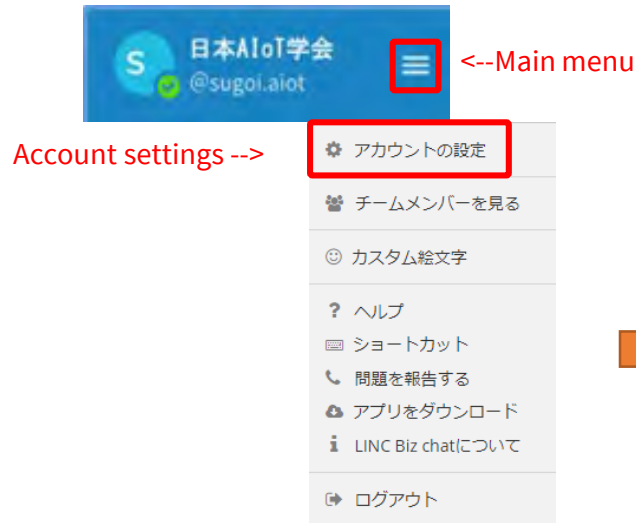 S 日本AIoT学会
@sugoi.aiot
<--Main menu
Account settings -->
アカウントの設定
チームメンバーを見る
カスタム絵文字
? ヘルプ
ショートカット
問題を報告する
アプリをダウンロード
i LINC Biz chatについて
ログアウト